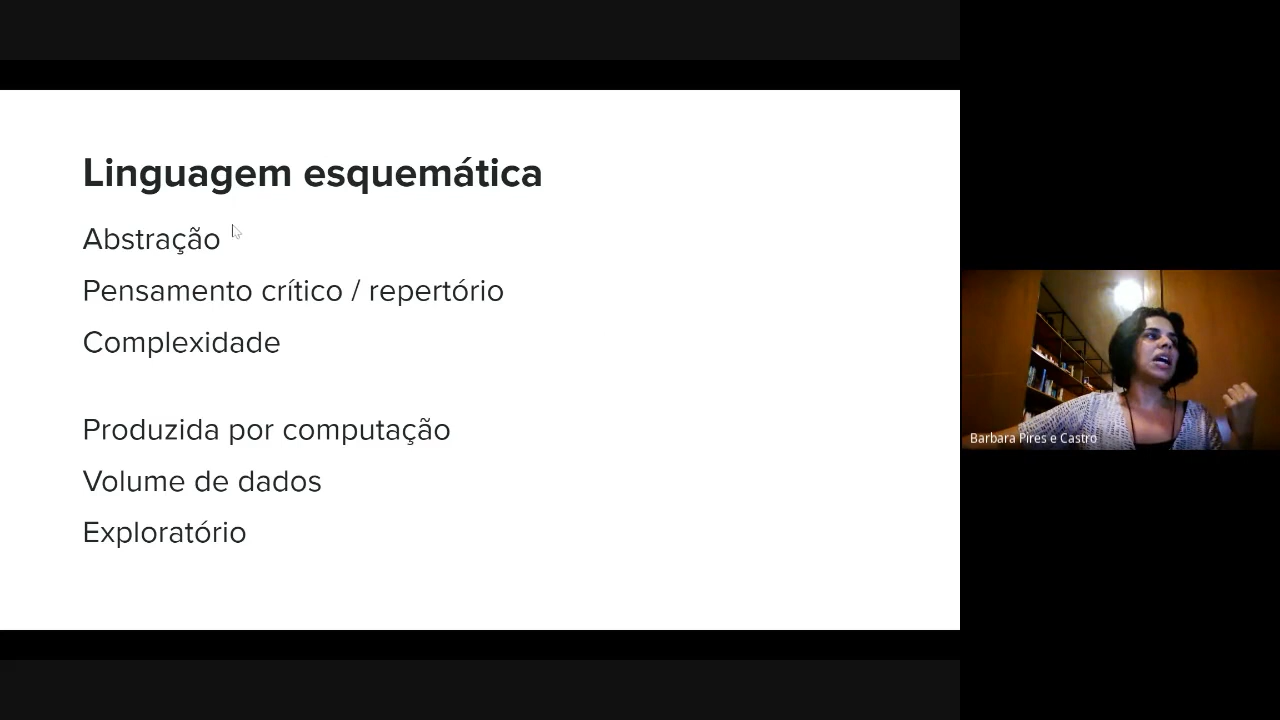 Linguagem esquemática
Abstração
Pensamento crítico / repertório
Complexidade
Produzida por computação
Volume de dados
Exploratório
Barbara Pires e Castro